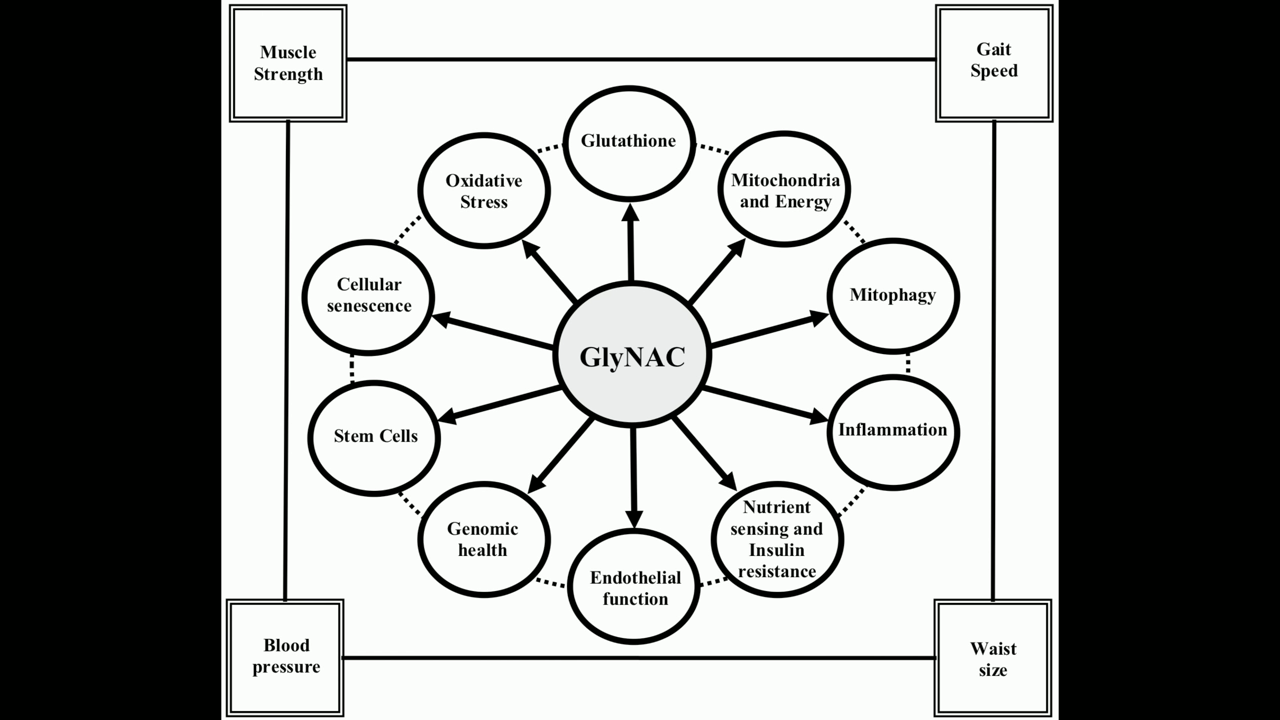 Muscle
Strength
Gait
Speed
Glutathione
Oxidative
Stress
Mitochondria
and Energy
Cellular
senescence
Mitophagy
GlyNAC
Stem Cells
Inflammation
Genomic
health
Nutrient
sensing and
Insulin
resistance
Endothelial
function
Blood
pressure
Waist
size